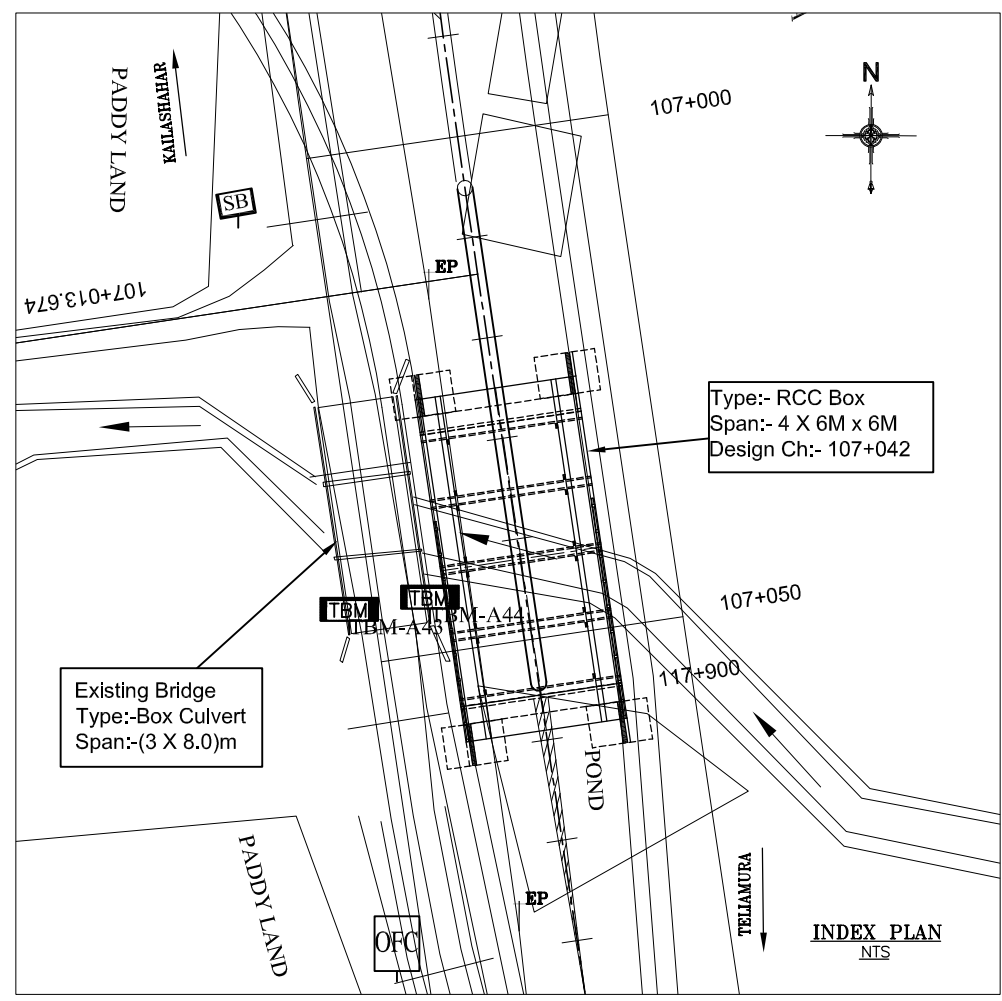 107+000
N
PADDY LAND
KAILASHAHAR
SB
EP
107+013.674
Type:- RCC Box
Span:- 4 X 6M x 6M
Design Ch:- 107+042
TBM
TBM
TBM-A43
TBM-A44
107+050
117+900
Existing Bridge
Type:-Box Culvert
Span:-(3 X 8.0)m
POND
PADDY LAND
TELIAMURA
EP
OFC
INDEX PLAN
NTS